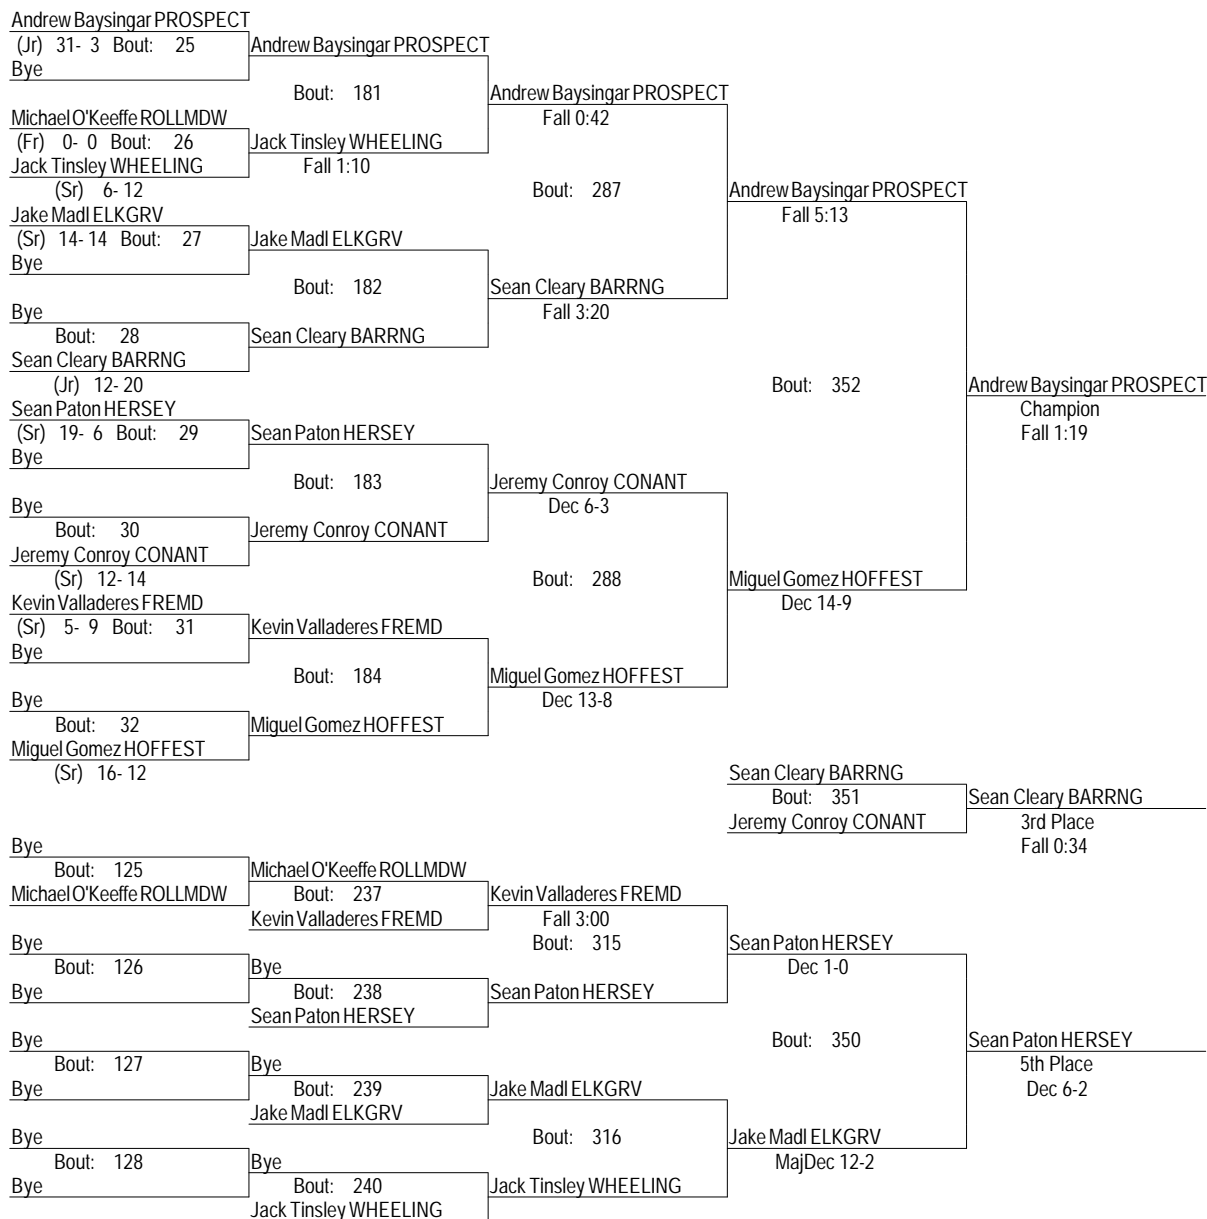 Andrew Baysingar PROSPECT
(Jr) 31- 3 Bout: 25 Andrew Baysingar PROSPECT
Bye
Bout: 181 Andrew Baysingar PROSPECT
Michael O'Keeffe ROLLMDW Fall 0:42
(Fr) 0- 0 Bout: 26 Jack Tinsley WHEELING
Jack Tinsley WHEELING Fall 1:10
(Sr) 6- 12 Bout: 287 Andrew Baysingar PROSPECT
Jake Madl ELKGRV Fall 5:13
(Sr) 14- 14 Bout: 27 Jake Madl ELKGRV
Bye
Bout: 182 Sean Cleary BARRNG
Bye Fall 3:20
Bout: 28 Sean Cleary BARRNG
Sean Cleary BARRNG
(Jr) 12- 20 Bout: 352 Andrew Baysingar PROSPECT
Sean Paton HERSEY Champion
(Sr) 19- 6 Bout: 29 Sean Paton HERSEY Fall 1:19
Bye
Bout: 183 Jeremy Conroy CONANT
Bye Dec 6-3
Bout: 30 Jeremy Conroy CONANT
Jeremy Conroy CONANT
(Sr) 12- 14 Bout: 288 Miguel Gomez HOFFEST
Kevin Valladeres FREMD Dec 14-9
(Sr) 5- 9 Bout: 31 Kevin Valladeres FREMD
Bye
Bout: 184 Miguel Gomez HOFFEST
Bye Dec 13-8
Bout: 32 Miguel Gomez HOFFEST
Miguel Gomez HOFFEST
(Sr) 16- 12 Sean Cleary BARRNG
Bout: 351 Sean Cleary BARRNG
Jeremy Conroy CONANT 3rd Place
Bye Fall 0:34
Bout: 125 Michael O'Keeffe ROLLMDW
Michael O'Keeffe ROLLMDW Bout: 237 Kevin Valladeres FREMD
Kevin Valladeres FREMD Fall 3:00
Bye Bout: 315 Sean Paton HERSEY
Bout: 126 Bye Dec 1-0
Bye Bout: 238 Sean Paton HERSEY
Sean Paton HERSEY
Bye Bout: 350 Sean Paton HERSEY
Bout: 127 Bye 5th Place
Bye Bout: 239 Jake Madl ELKGRV Dec 6-2
Jake Madl ELKGRV
Bye Bout: 316 Jake Madl ELKGRV
Bout: 128 Bye MajDec 12-2
Bye Bout: 240 Jack Tinsley WHEELING
Jack Tinsley WHEELING